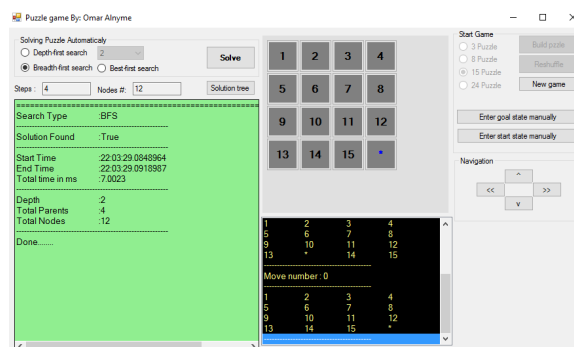 Puzzle game By: Omar Alnyme
Solving Puzzle Automaticaly
Depth-first search 2
Breadth-first search Best-first search
Solve
Steps : 4 Nodes #: 12 Solution tree
==============================
Search Type :BFS
Solution Found :True
Start Time :22:03:29.0848964
End Time :22:03:29.0918987
Total time in ms :7.0023
Depth :2
Total Parents :4
Total Nodes :12
Done.......
1 2 3 4
5 6 7 8
9 10 11 12
13 14 15 *
1 2 3 4
5 6 7 8
9 10 11 12
13 * 14 15
Move number : 0
1 2 3 4
5 6 7 8
9 10 11 12
13 14 15 *
Start Game
3 Puzzle
8 Puzzle
15 Puzzle
24 Puzzle
Build puzzle
Reshuffle
New game
Enter goal state manually
Enter start state manually
Navigation
^
<< >>
v